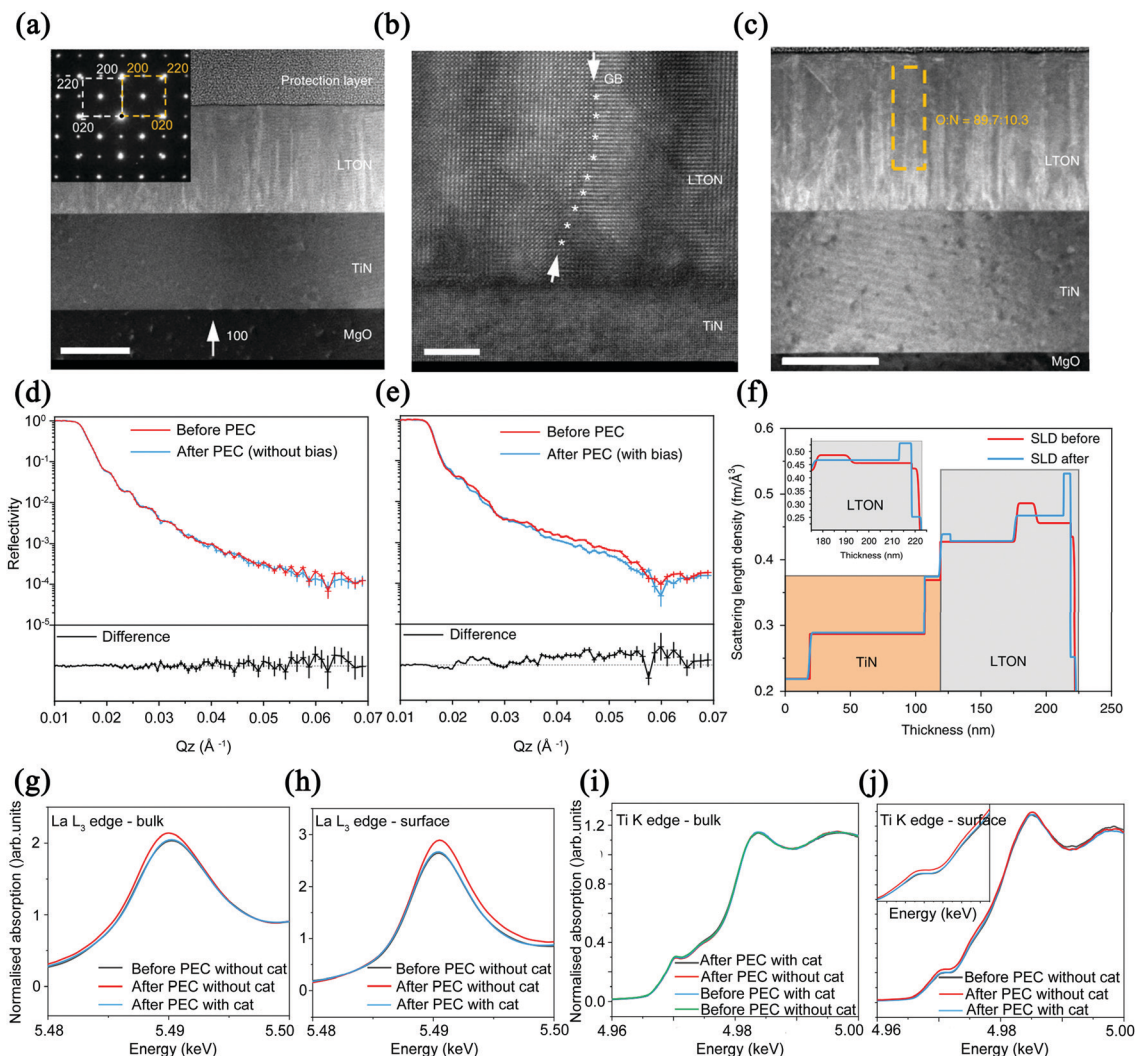 (a)
200 200 220
220
020
020
Protection layer
LTON
TiN
100
MgO
(b)
GB
LTON
TiN
(c)
O:N = 89.7:10.3
LTON
TiN
MgO
(d)
10⁰
10⁻¹
10⁻²
10⁻³
10⁻⁴
10⁻⁵
Reflectivity
Before PEC
After PEC (without bias)
Difference
0.01 0.02 0.03 0.04 0.05 0.06 0.07
Qz (Å ⁻¹)
(e)
Before PEC
After PEC (with bias)
Difference
0.01 0.02 0.03 0.04 0.05 0.06 0.07
Qz (Å ⁻¹)
(f)
Scattering length density (fm/Å³)
0.6
0.5
0.4
0.3
0.2
SLD before
SLD after
0.50
0.45
0.40
0.35
0.30
0.25
LTON
175 180 190 200 210 220
Thickness (nm)
TiN
LTON
0 50 100 150 200 250
Thickness (nm)
(g)
La L₃ edge - bulk
Normalised absorption ()arb.units
2
1
0
Before PEC without cat
After PEC without cat
After PEC with cat
5.48 5.49 5.50
Energy (keV)
(h)
La L₃ edge - surface
3
2
1
0
Before PEC without cat
After PEC without cat
After PEC with cat
5.48 5.49 5.50
Energy (keV)
(i)
Ti K edge - bulk
Normalised absorption ()arb.units
1.2
0.6
0.3
0.0
After PEC with cat
After PEC without cat
Before PEC with cat
Before PEC without cat
4.96 4.98 5.00
Energy (keV)
(j)
Ti K edge - surface
Energy (keV)
Before PEC without cat
After PEC without cat
After PEC with cat
4.96 4.98 5.00
Energy (keV)